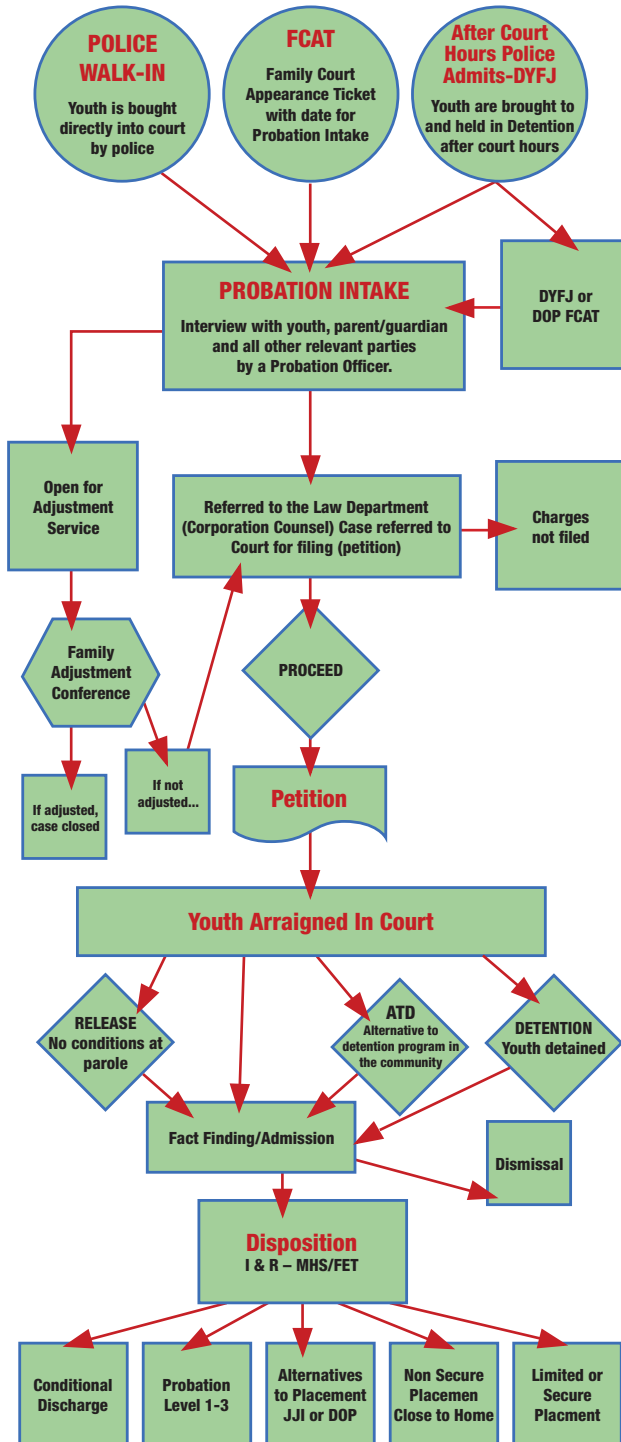 POLICE
WALK-IN
Youth is bought
directly into court
by police
FCAT
Family Court
Appearance Ticket
with date for
Probation Intake
After Court
Hours Police
Admits-DYFJ
Youth are brought to
and held in Detention
after court hours
PROBATION INTAKE
Interview with youth, parent/guardian
and all other relevant parties
by a Probation Officer.
DYFJ or
DOP FCAT
Open for
Adjustment
Service
Referred to the Law Department
(Corporation Counsel) Case referred to
Court for filing (petition)
Charges
not filed
Family
Adjustment
Conference
PROCEED
If adjusted,
case closed
If not
adjusted...
Petition
Youth Arraigned In Court
RELEASE
No conditions at
parole
ATD
Alternative to
detention program in
the community
DETENTION
Youth detained
Fact Finding/Admission
Dismissal
Disposition
I & R – MHS/FET
Conditional
Discharge
Probation
Level 1-3
Alternatives
to Placement
JJI or DOP
Non Secure
Placemen
Close to Home
Limited or
Secure
Placment